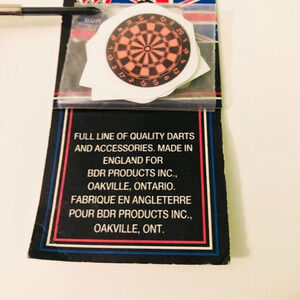 BDR
FULL LINE OF QUALITY DARTS
AND ACCESSORIES. MADE IN
ENGLAND FOR
BDR PRODUCTS INC.,
OAKVILLE, ONTARIO.
FABRIQUE EN ANGLETERRE
POUR BDR PRODUCTS INC.,
OAKVILLE, ONT.